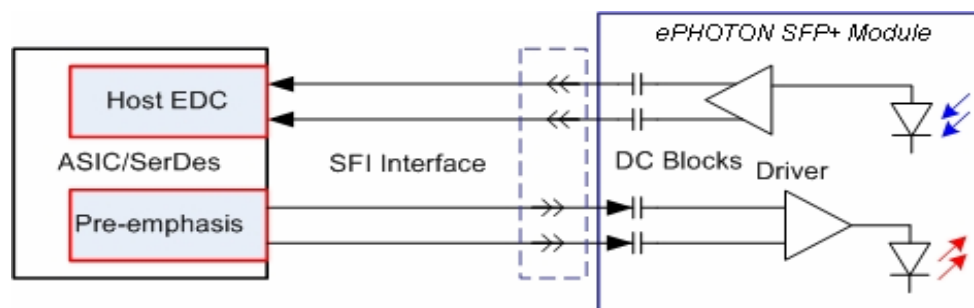 ePHOTON SFP+ Module
Host EDC
ASIC/SerDes
SFI Interface
DC Blocks
Driver
Pre-emphasis